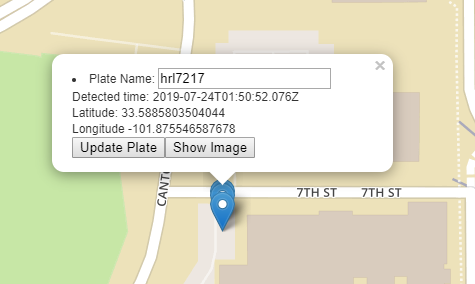 ×
Plate Name: hrl7217
Detected time: 2019-07-24T01:50:52.076Z
Latitude: 33.5885803504044
Longitude -101.875546587678
Update Plate Show Image
7TH ST 7TH ST